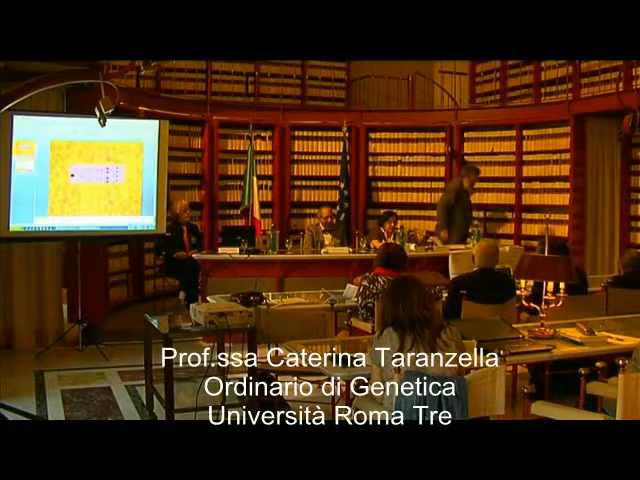 Prof.ssa Caterina Taranzella
Ordinario di Genetica
Università Roma Tre